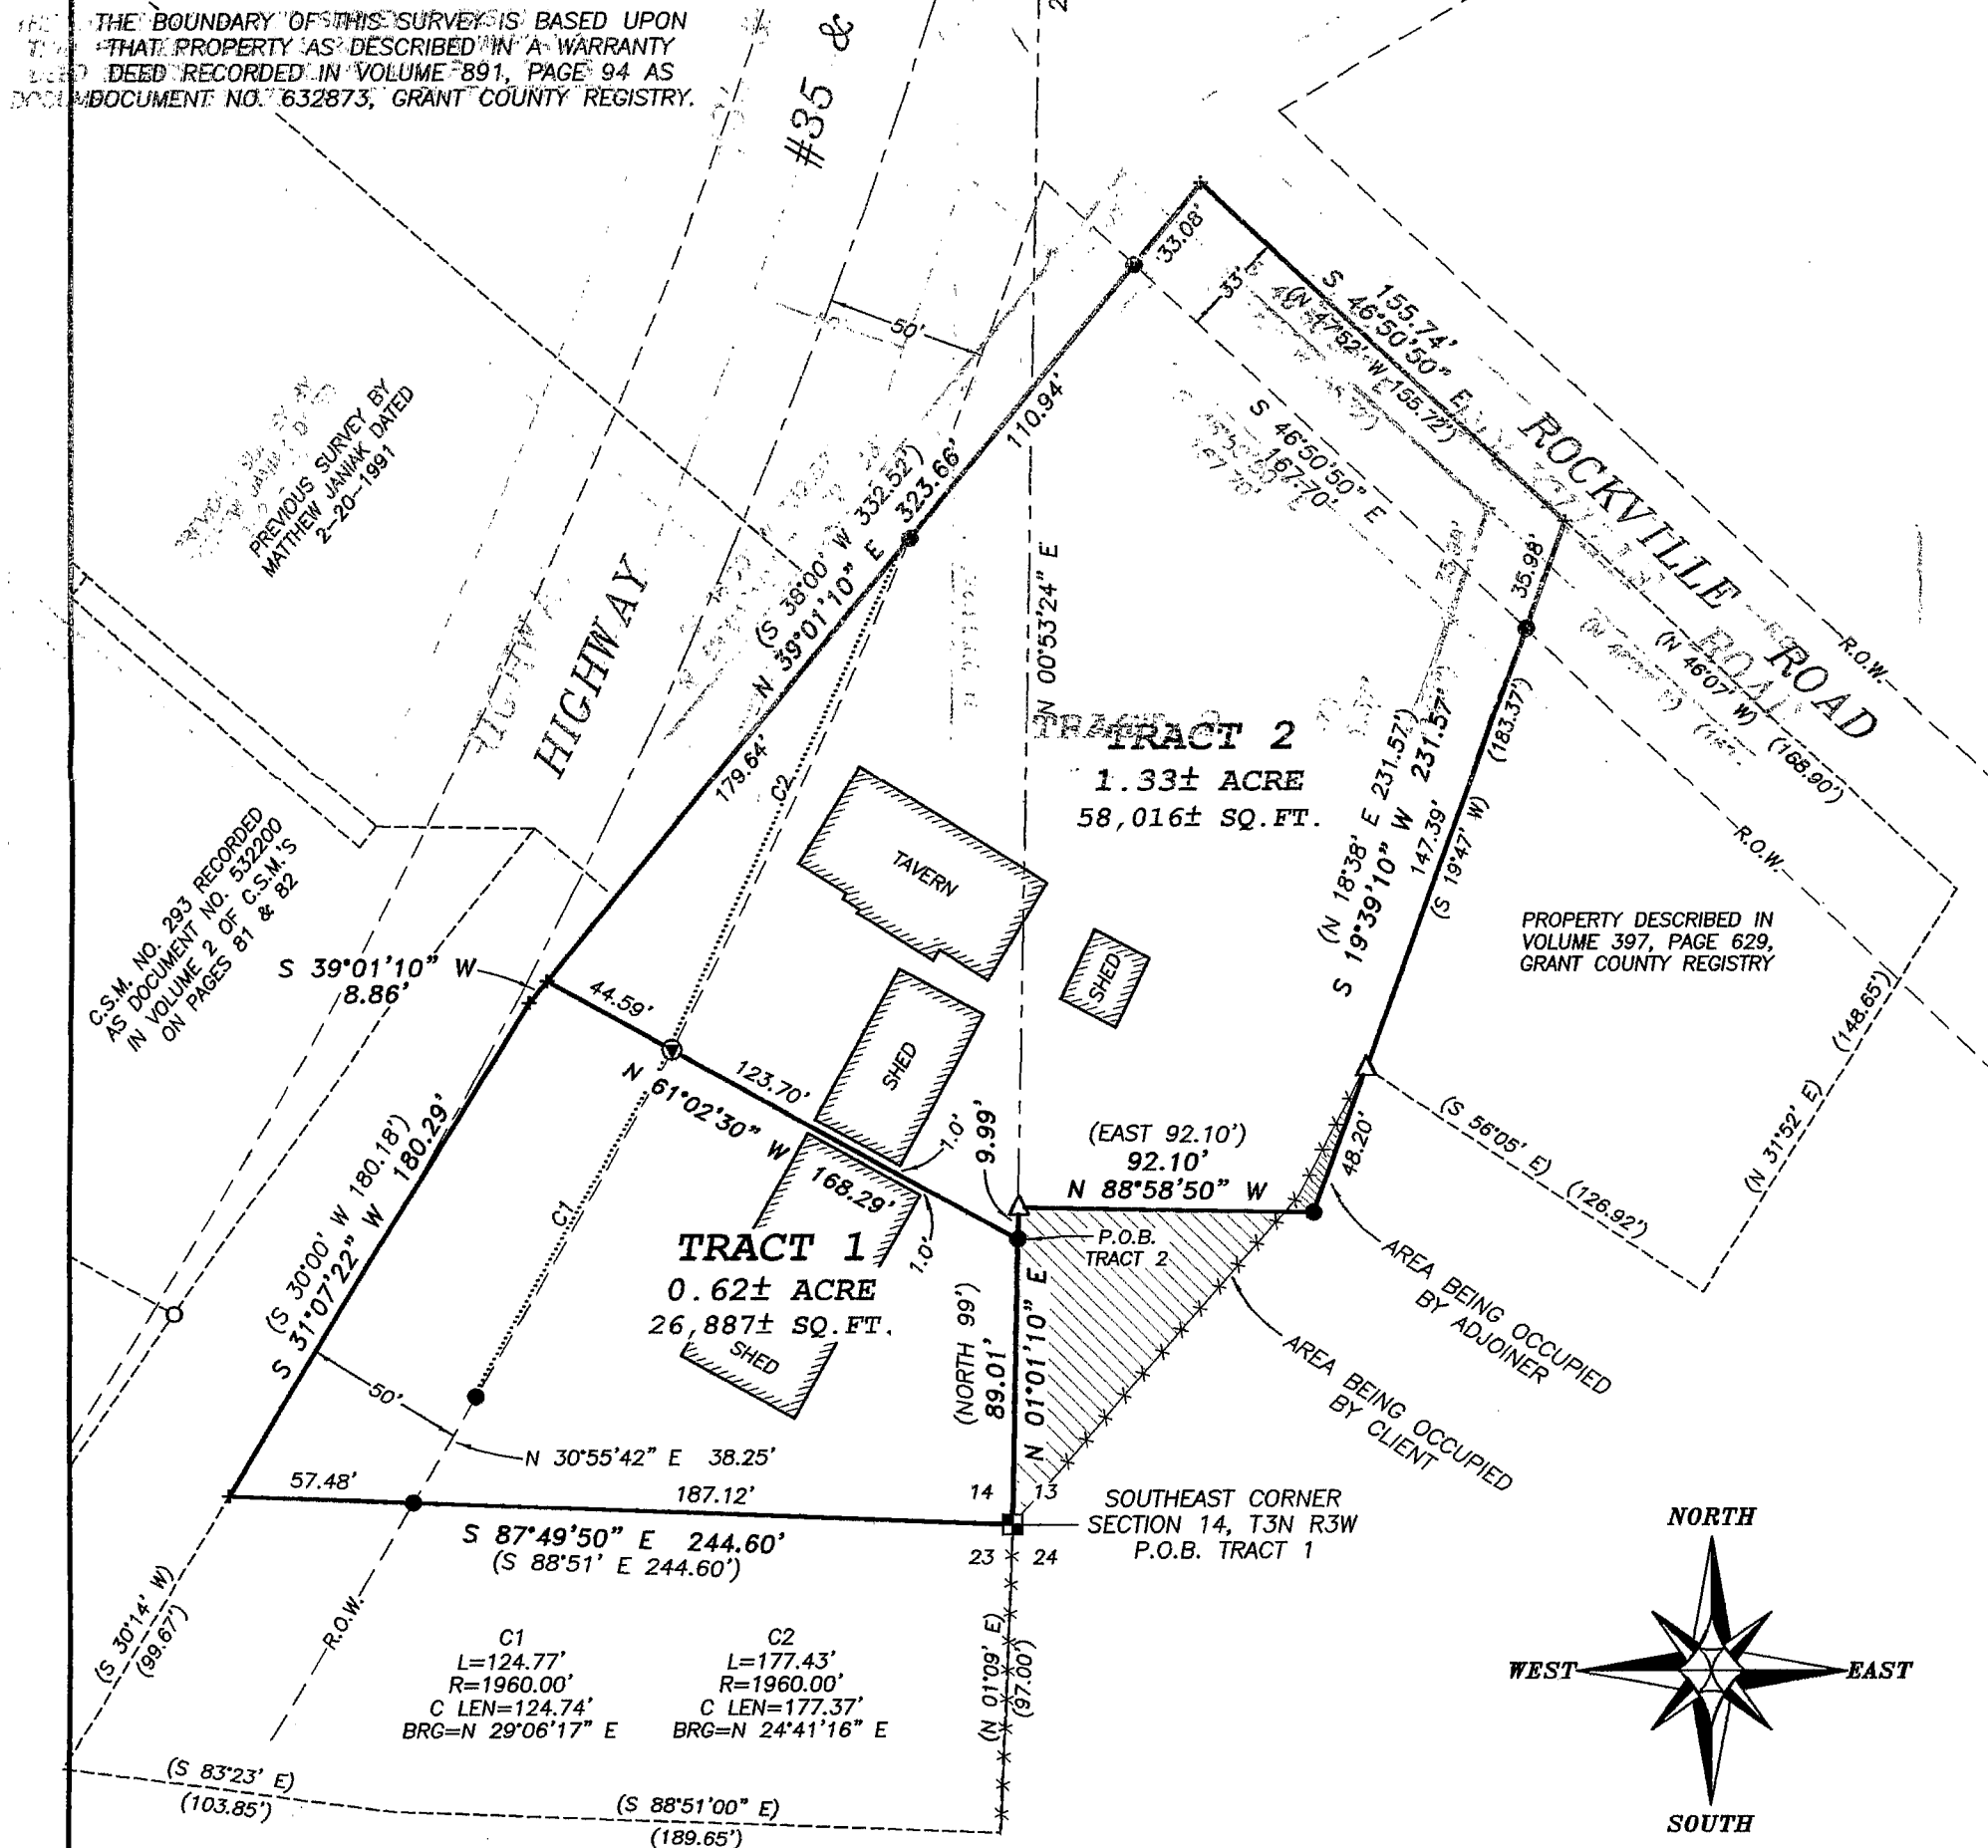 THE BOUNDARY OF THIS SURVEY IS BASED UPON
THAT PROPERTY AS DESCRIBED IN A WARRANTY
DEED RECORDED IN VOLUME 891, PAGE 94 AS
DOCUMENT NO. 632873, GRANT COUNTY REGISTRY.
#35 &
HIGHWAY
50'
33.08'
33'
155.74'
S 46°50'50" E
(N 47°52' W 155.72')
S 46°50'50" E
167.70'
ROCKVILLE ROAD
R.O.W.
R.O.W.
PREVIOUS SURVEY BY
MATTHEW JANIAK DATED
2-20-1991
110.94'
(S 38°00' W 332.52')
N 39°01'10" E 323.66'
179.64'
C2
N 00°53'24" E
35.98'
(N 46°07' W)
(168.90')
(183.37')
(S 19°47' W)
TRACT 2
1.33± ACRE
58,016± SQ.FT.
(N 18°38' E 231.57')
S 19°39'10" W 231.57'
147.39'
TAVERN
SHED
SHED
C.S.M. NO. 293 RECORDED
AS DOCUMENT NO. 532200
IN VOLUME 2 OF C.S.M.'S
ON PAGES 81 & 82
S 39°01'10" W
8.86'
PROPERTY DESCRIBED IN
VOLUME 397, PAGE 629,
GRANT COUNTY REGISTRY
(148.65')
(N 31°52' E)
(S 56°05' E)
(126.92')
44.59'
123.70'
N 61°02'30" W
168.29'
1.0'
1.0'
9.99'
(EAST 92.10')
92.10'
N 88°58'50" W
48.20'
(S 30°00' W 180.18')
S 31°07'22" W 180.29'
C1
TRACT 1
0.62± ACRE
26,887± SQ.FT.
SHED
P.O.B.
TRACT 2
(NORTH 99')
89.01'
N 01°01'10" E
AREA BEING OCCUPIED
BY ADJOINER
AREA BEING OCCUPIED
BY CLIENT
50'
N 30°55'42" E 38.25'
57.48'
187.12'
14
13
23
24
S 87°49'50" E 244.60'
(S 88°51' E 244.60')
SOUTHEAST CORNER
SECTION 14, T3N R3W
P.O.B. TRACT 1
(S 30°14' W)
(99.67')
R.O.W.
C1
L=124.77'
R=1960.00'
C LEN=124.74'
BRG=N 29°06'17" E
C2
L=177.43'
R=1960.00'
C LEN=177.37'
BRG=N 24°41'16" E
(N 01°09' E)
(97.00')
(S 83°23' E)
(103.85')
(S 88°51'00" E)
(189.65')
NORTH
WEST
EAST
SOUTH